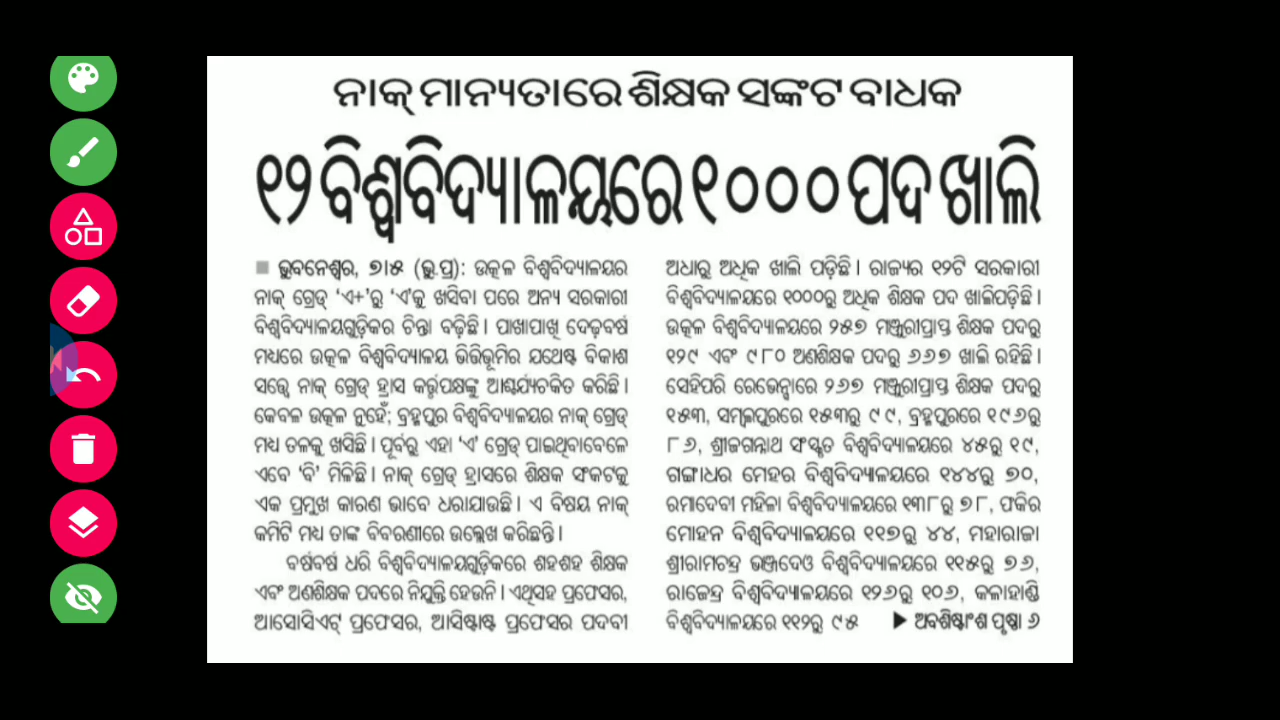 ନାକ୍ ମାନ୍ୟତାରେ ଶିକ୍ଷକ ସଙ୍କଟ ବାଧକ
୧୨ ବିଶ୍ୱବିଦ୍ୟାଳୟରେ ୧୦୦୦ ପଦ ଖାଲି
ଭୁବନେଶ୍ୱର, ୭।୫ (ଭୁ.ପ୍ର): ଉତ୍କଳ ବିଶ୍ୱବିଦ୍ୟାଳୟର
ନାକ୍ ଗ୍ରେଡ୍ ‘ଏ+’ରୁ ‘ଏ’କୁ ଖସିବା ପରେ ଅନ୍ୟ ସରକାରୀ
ବିଶ୍ୱବିଦ୍ୟାଳୟଗୁଡ଼ିକର ଚିନ୍ତା ବଢ଼ିଛି । ପାଖାପାଖି ଦେଢ଼ବର୍ଷ
ମଧ୍ୟରେ ଉତ୍କଳ ବିଶ୍ୱବିଦ୍ୟାଳୟ ଭିତ୍ତିଭୂମିର ଯଥେଷ୍ଟ ବିକାଶ
ସତ୍ତ୍ୱେ ନାକ୍ ଗ୍ରେଡ୍ ହ୍ରାସ କର୍ତ୍ତୃପକ୍ଷଙ୍କୁ ଆଶ୍ଚର୍ଯ୍ୟଚକିତ କରିଛି ।
କେବଳ ଉତ୍କଳ ନୁହେଁ; ବ୍ରହ୍ମପୁର ବିଶ୍ୱବିଦ୍ୟାଳୟର ନାକ୍ ଗ୍ରେଡ୍
ମଧ୍ୟ ତଳକୁ ଖସିଛି । ପୂର୍ବରୁ ଏହା ‘ଏ’ ଗ୍ରେଡ୍ ପାଇଥିବାବେଳେ
ଏବେ ‘ବି’ ମିଳିଛି । ନାକ୍ ଗ୍ରେଡ୍ ହ୍ରାସରେ ଶିକ୍ଷକ ସଂକଟକୁ
ଏକ ପ୍ରମୁଖ କାରଣ ଭାବେ ଧରାଯାଉଛି । ଏ ବିଷୟ ନାକ୍
କମିଟି ମଧ୍ୟ ତାଙ୍କ ବିବରଣୀରେ ଉଲ୍ଲେଖ କରିଛନ୍ତି ।
ବର୍ଷବର୍ଷ ଧରି ବିଶ୍ୱବିଦ୍ୟାଳୟଗୁଡ଼ିକରେ ଶହଶହ ଶିକ୍ଷକ
ଏବଂ ଅଣଶିକ୍ଷକ ପଦରେ ନିଯୁକ୍ତି ହେଉନି । ଏଥିସହ ପ୍ରଫେସର,
ଆସୋସିଏଟ୍ ପ୍ରଫେସର, ଆସିଷ୍ଟାଣ୍ଟ ପ୍ରଫେସର ପଦବୀ
ଅଧାରୁ ଅଧିକ ଖାଲି ପଡ଼ିଛି । ରାଜ୍ୟର ୧୨ଟି ସରକାରୀ
ବିଶ୍ୱବିଦ୍ୟାଳୟରେ ୧୦୦୦ରୁ ଅଧିକ ଶିକ୍ଷକ ପଦ ଖାଲିପଡ଼ିଛି ।
ଉତ୍କଳ ବିଶ୍ୱବିଦ୍ୟାଳୟରେ ୨୫୭ ମଞ୍ଜୁରୀପ୍ରାପ୍ତ ଶିକ୍ଷକ ପଦରୁ
୧୨୯ ଏବଂ ୯୮୦ ଅଣଶିକ୍ଷକ ପଦରୁ ୬୬୭ ଖାଲି ରହିଛି ।
ସେହିପରି ରେଭେନ୍ସାରେ ୨୬୭ ମଞ୍ଜୁରୀପ୍ରାପ୍ତ ଶିକ୍ଷକ ପଦରୁ
୧୫୩, ସମ୍ବଲପୁରରେ ୧୫୩ରୁ ୯୯, ବ୍ରହ୍ମପୁରରେ ୧୯୬ରୁ
୮୬, ଶ୍ରୀଜଗନ୍ନାଥ ସଂସ୍କୃତ ବିଶ୍ୱବିଦ୍ୟାଳୟରେ ୪୫ରୁ ୧୯,
ଗଙ୍ଗାଧର ମେହେର ବିଶ୍ୱବିଦ୍ୟାଳୟରେ ୧୪୪ରୁ ୭୦,
ରମାଦେବୀ ମହିଳା ବିଶ୍ୱବିଦ୍ୟାଳୟରେ ୧୩୮ରୁ ୭୮, ଫକିର
ମୋହନ ବିଶ୍ୱବିଦ୍ୟାଳୟରେ ୧୧୭ରୁ ୪୪, ମହାରାଜା
ଶ୍ରୀରାମଚନ୍ଦ୍ର ଭଞ୍ଜଦେଓ ବିଶ୍ୱବିଦ୍ୟାଳୟରେ ୧୧୫ରୁ ୭୬,
ରାଜେନ୍ଦ୍ର ବିଶ୍ୱବିଦ୍ୟାଳୟରେ ୧୨୬ରୁ ୧୦୬, କଳାହାଣ୍ଡି
ବିଶ୍ୱବିଦ୍ୟାଳୟରେ ୧୧୨ରୁ ୯୫ ▶ ଅବଶିଷ୍ଟାଂଶ ପୃଷ୍ଠା ୬